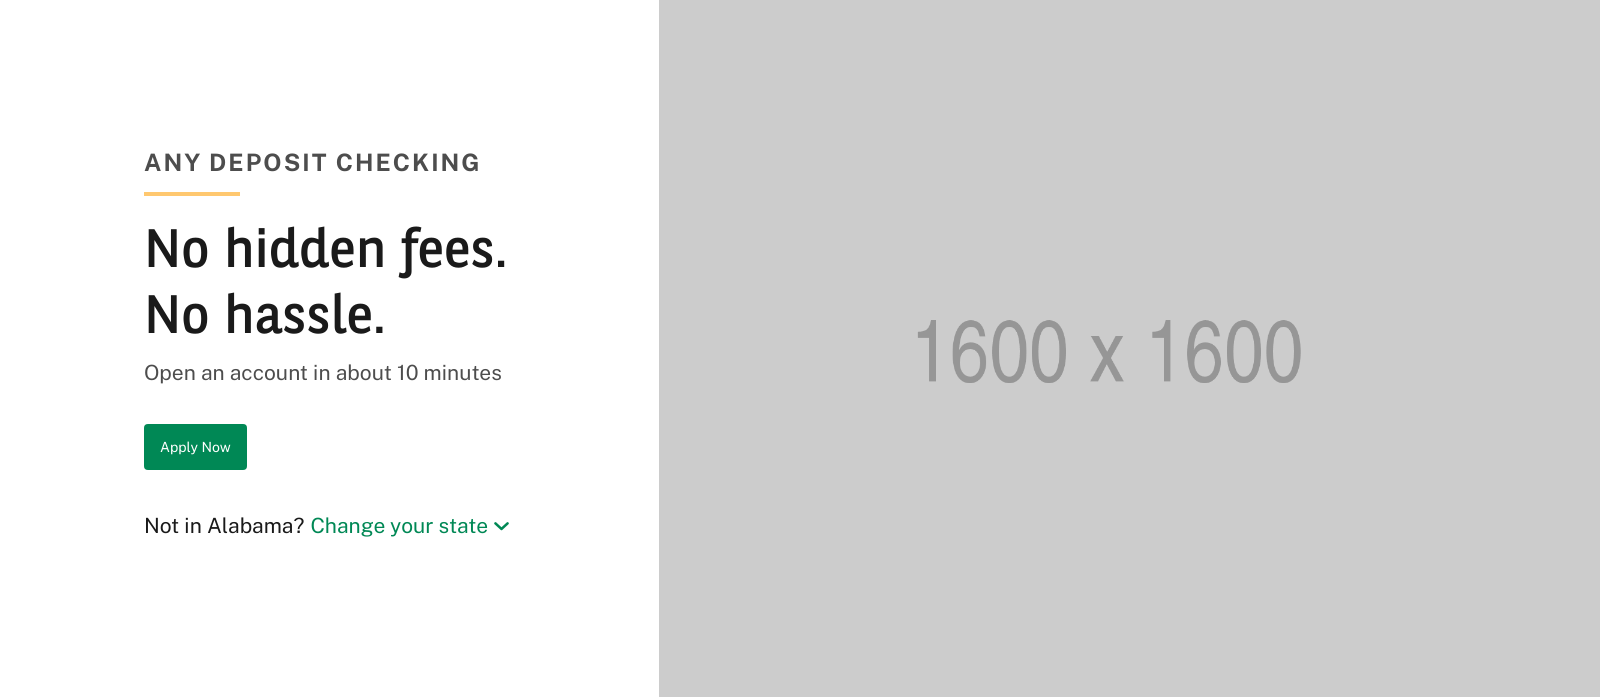 ANY DEPOSIT CHECKING
No hidden fees.
No hassle.
Open an account in about 10 minutes
Apply Now
Not in Alabama? Change your state
1600 x 1600